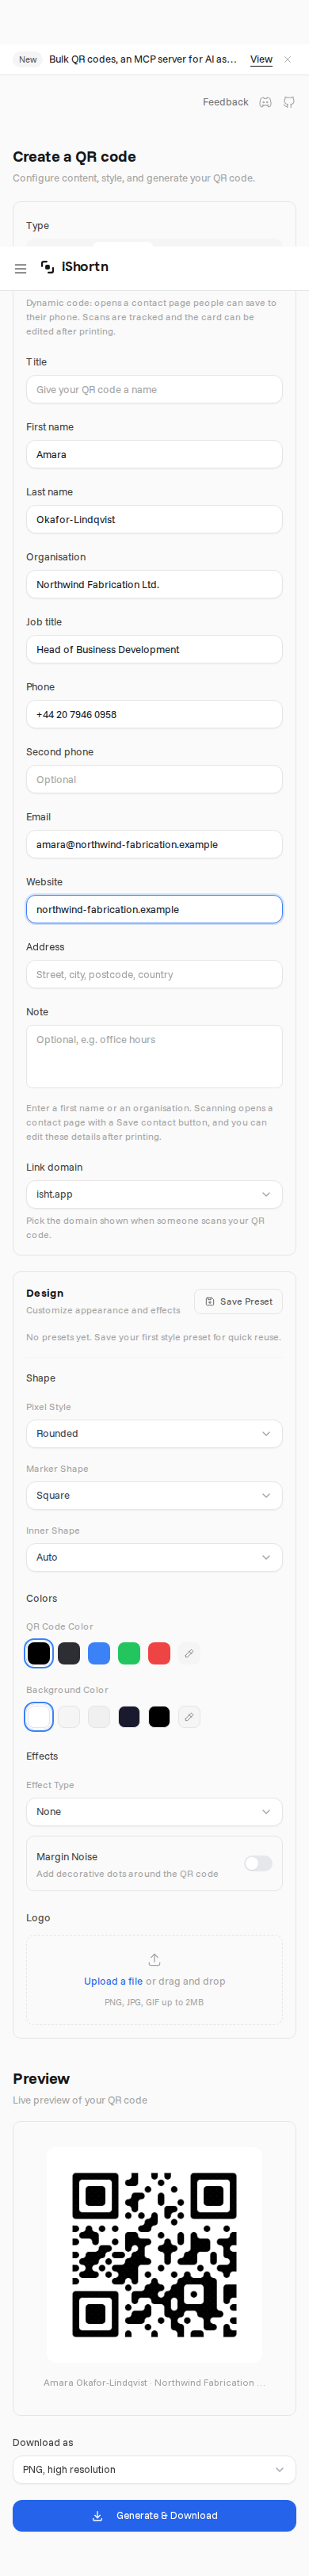 New Bulk QR codes, an MCP server for AI as... View
Feedback
Create a QR code
Configure content, style, and generate your QR code.
Type
IShortn
Dynamic code: opens a contact page people can save to
their phone. Scans are tracked and the card can be
edited after printing.
Title
Give your QR code a name
First name
Amara
Last name
Okafor-Lindqvist
Organisation
Northwind Fabrication Ltd.
Job title
Head of Business Development
Phone
+44 20 7946 0958
Second phone
Optional
Email
amara@northwind-fabrication.example
Website
northwind-fabrication.example
Address
Street, city, postcode, country
Note
Optional, e.g. office hours
Enter a first name or an organisation. Scanning opens a
contact page with a Save contact button, and you can
edit these details after printing.
Link domain
isht.app
Pick the domain shown when someone scans your QR
code.
Design
Customize appearance and effects
Save Preset
No presets yet. Save your first style preset for quick reuse.
Shape
Pixel Style
Rounded
Marker Shape
Square
Inner Shape
Auto
Colors
QR Code Color
Background Color
Effects
Effect Type
None
Margin Noise
Add decorative dots around the QR code
Logo
Upload a file or drag and drop
PNG, JPG, GIF up to 2MB
Preview
Live preview of your QR code
Amara Okafor-Lindqvist · Northwind Fabrication ...
Download as
PNG, high resolution
Generate & Download